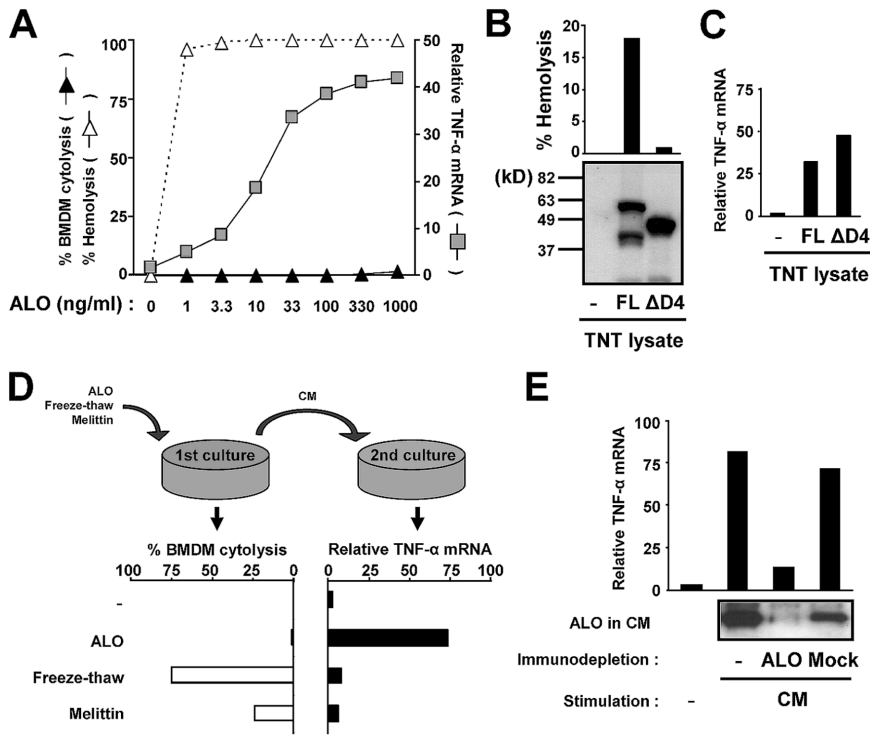 A
% BMDM cytolysis ( )
% Hemolysis ( )
100
75
50
25
0
50
40
30
20
10
0
Relative TNF-α mRNA ( )
ALO (ng/ml) : 0 1 3.3 10 33 100 330 1000
B
% Hemolysis
20
15
10
5
0
(kD)
82
63
49
37
- FL ΔD4
TNT lysate
C
Relative TNF-α mRNA
75
50
25
0
- FL ΔD4
TNT lysate
D
ALO
Freeze-thaw
Melittin
CM
1st culture
2nd culture
% BMDM cytolysis
Relative TNF-α mRNA
100 75 50 25 0
0 25 50 75 100
-
ALO
Freeze-thaw
Melittin
E
Relative TNF-α mRNA
100
75
50
25
0
ALO in CM
Immunodepletion : - ALO Mock
Stimulation : - CM